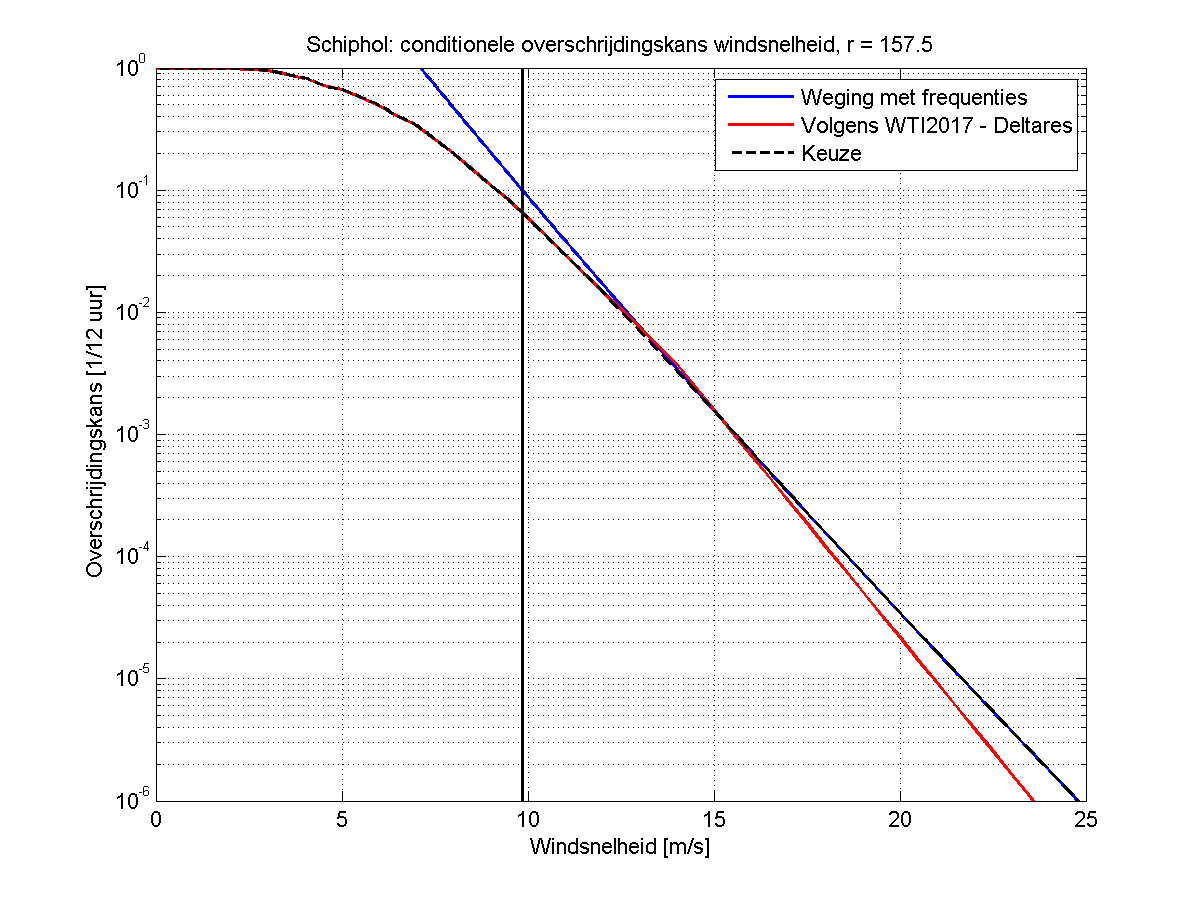 Schiphol: conditionele overschrijdingskans windsnelheid, r = 157.5
Weging met frequenties
Volgens WTI2017 - Deltares
Keuze
Overschrijdingskans [1/12 uur]
10^0
10^-1
10^-2
10^-3
10^-4
10^-5
10^-6
0 5 10 15 20 25
Windsnelheid [m/s]